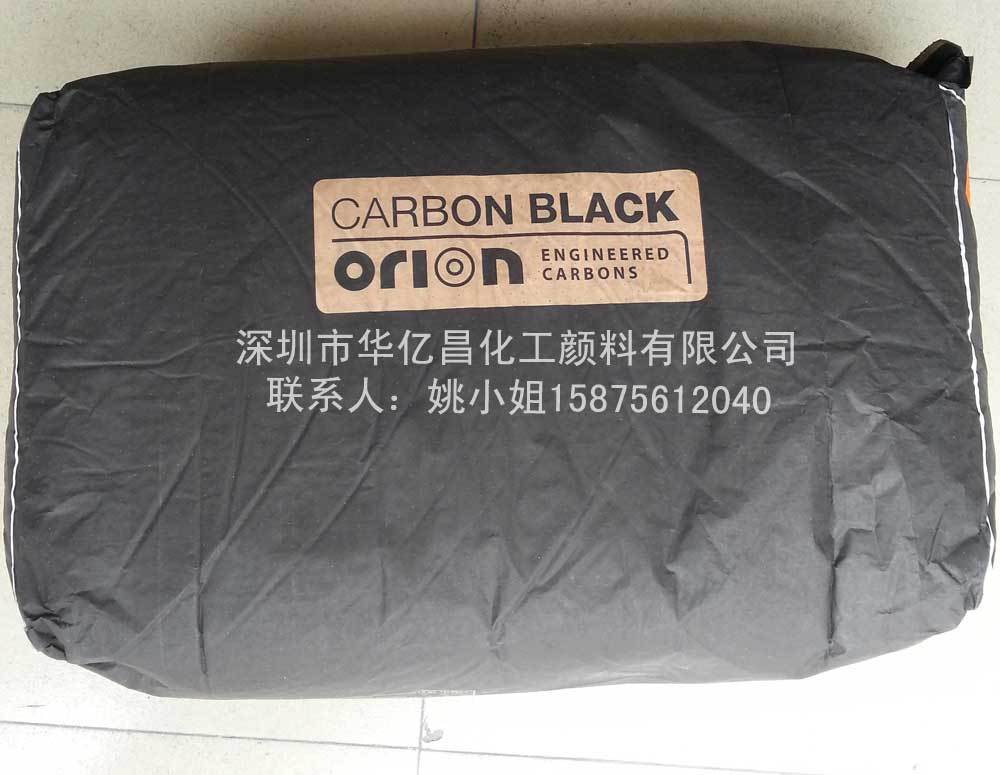 CARBON BLACK
orion ENGINEERED
CARBONS
深圳市华亿昌化工颜料有限公司
联系人：姚小姐15875612040